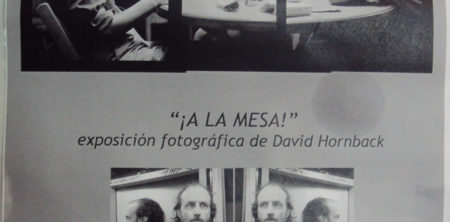 “¡A LA MESA!”
exposición fotográfica de David Hornback